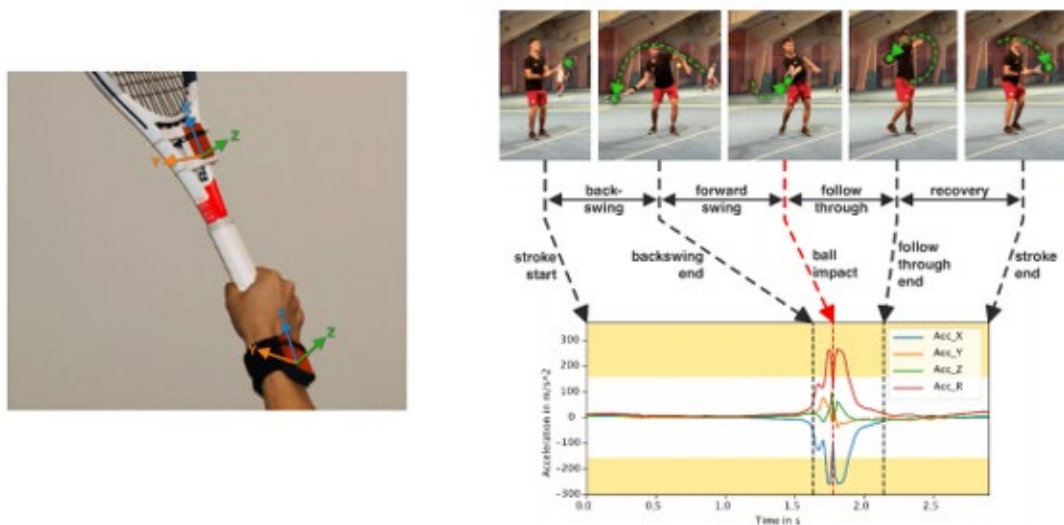 X
Z
Y
X
Z
Y
back-
swing
forward
swing
follow
through
recovery
stroke
start
backswing
end
ball
impact
follow
through
end
stroke
end
Acc_X
Acc_Y
Acc_Z
Acc_R
Acceleration in m/s^2
300
200
100
0
−100
−200
−300
0.0
0.5
1.0
1.5
2.0
2.5
Time in s